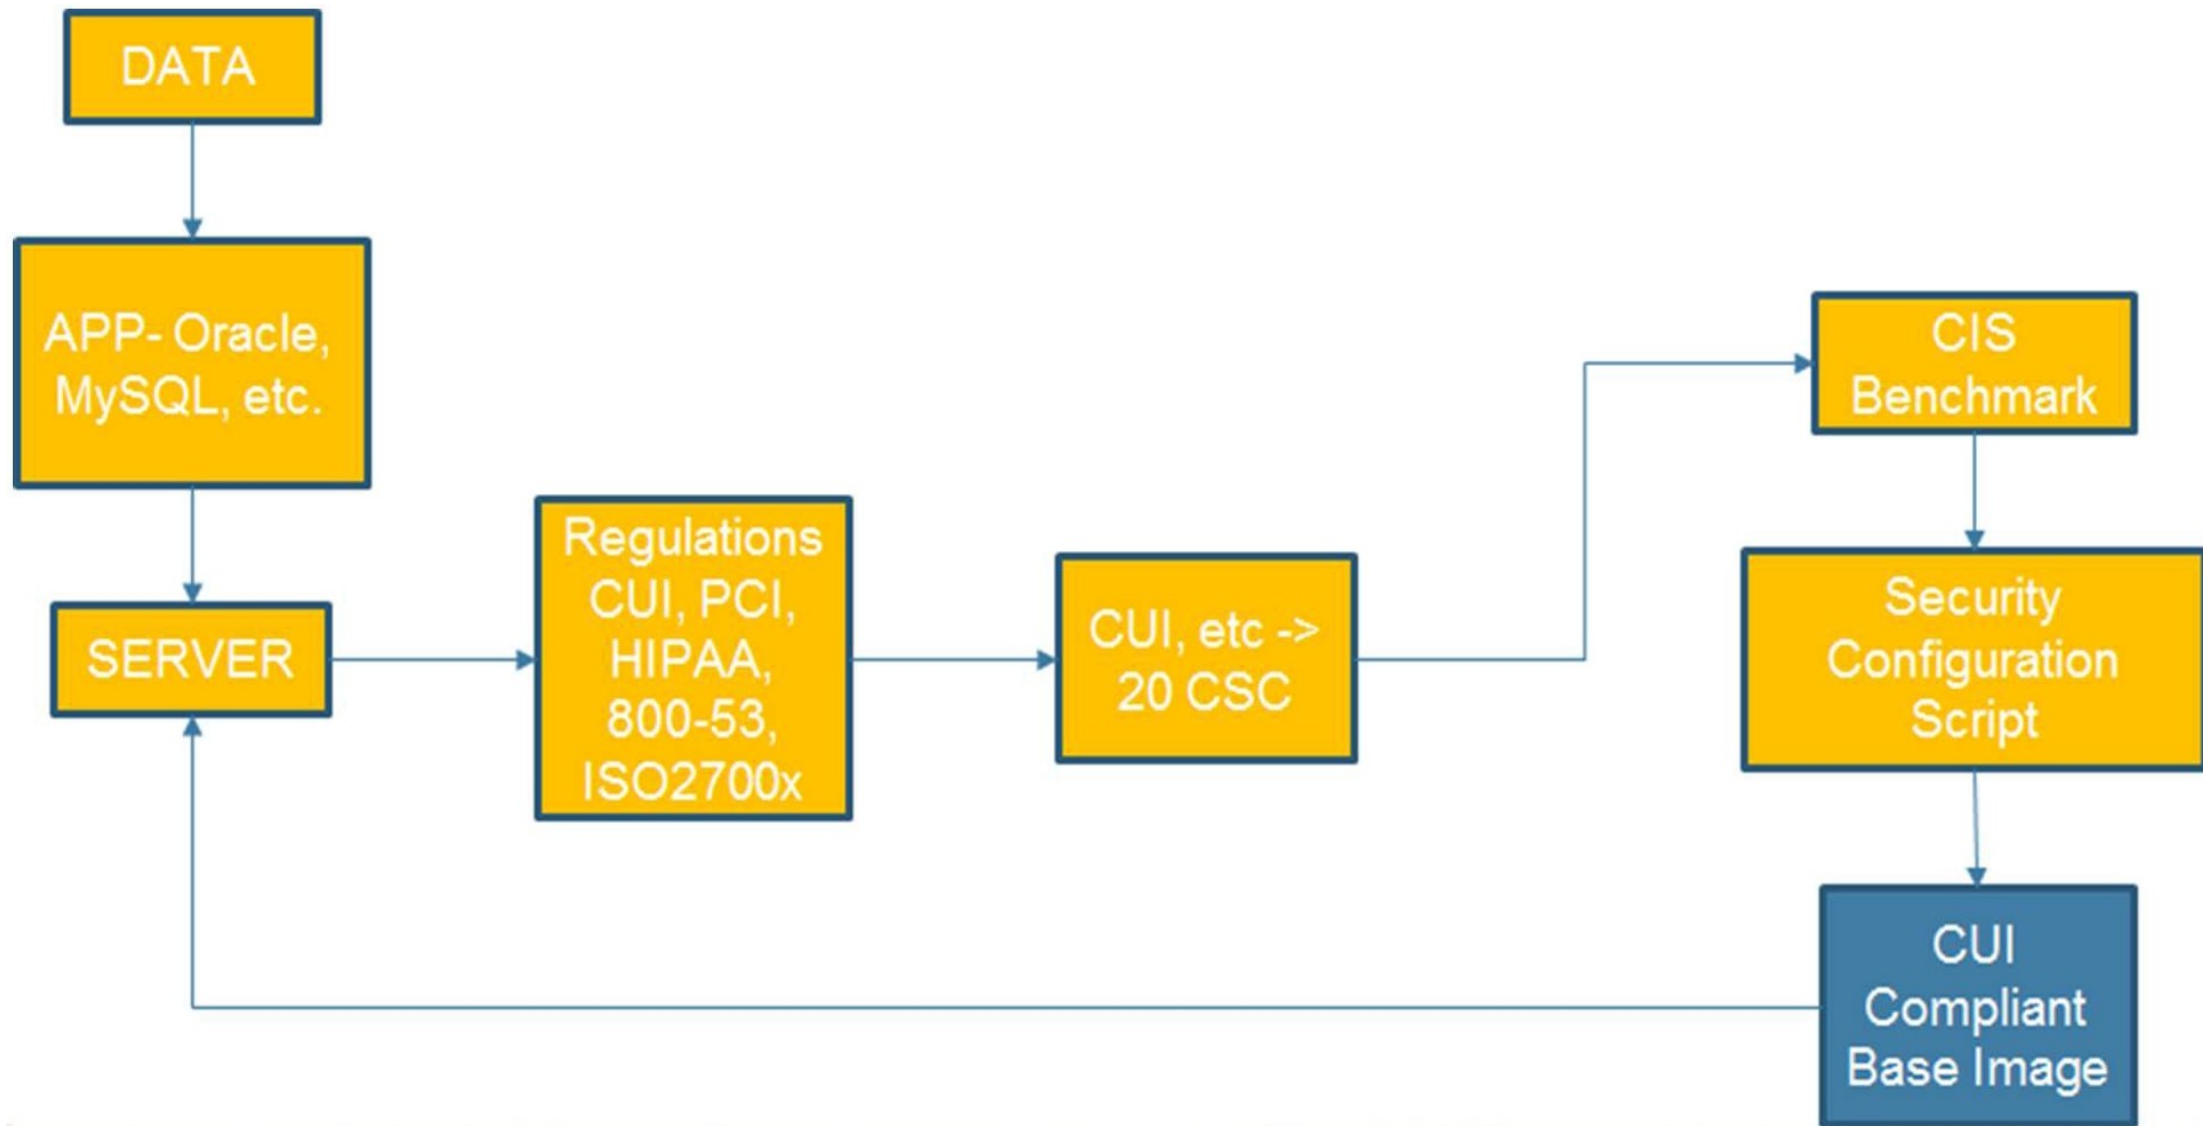 DATA
APP- Oracle,
MySQL, etc.
SERVER
Regulations
CUI, PCI,
HIPAA,
800-53,
ISO2700x
CUI, etc ->
20 CSC
CIS
Benchmark
Security
Configuration
Script
CUI
Compliant
Base Image